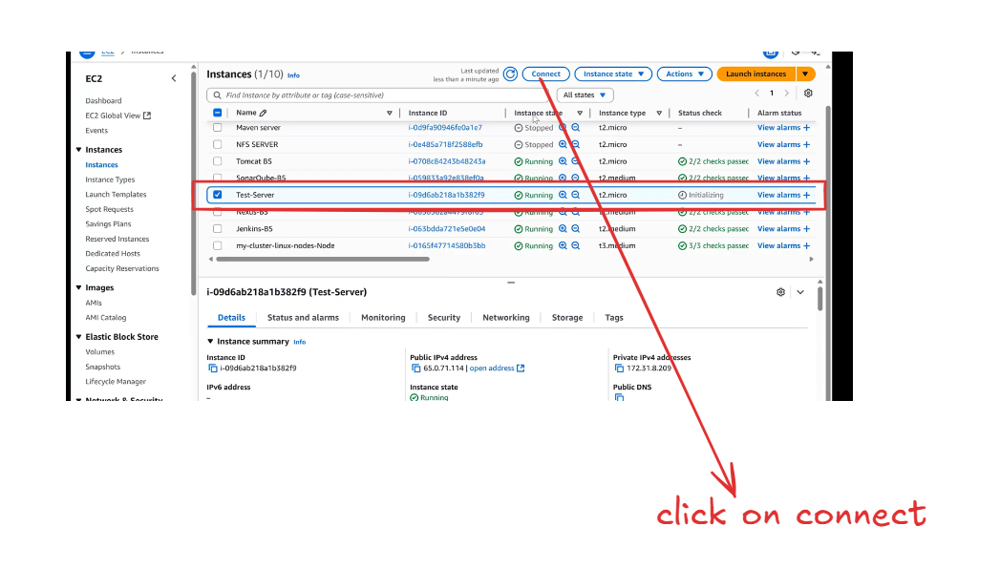 EC2
Instances
EC2
Dashboard
EC2 Global View
Events
Instances
Instances
Instance Types
Launch Templates
Spot Requests
Savings Plans
Reserved Instances
Dedicated Hosts
Capacity Reservations
Images
AMIs
AMI Catalog
Elastic Block Store
Volumes
Snapshots
Lifecycle Manager
Network & Security
Instances (1/10) Info
Last updated
less than a minute ago
Connect
Instance state
Actions
Launch instances
Find Instance by attribute or tag (case-sensitive)
All states
1
Name Instance ID Instance state Instance type Status check Alarm status
Maven server i-0d9fa90946fe0a1e7 Stopped t2.micro – View alarms +
NFS SERVER i-0e485a718f2588efb Stopped t2.micro – View alarms +
Tomcat B5 i-0708c84243b48243a Running t2.micro 2/2 checks passec View alarms +
SonarQube-B5 i-059833a92e838ef0a Running t2.medium 2/2 checks passec View alarms +
Test-Server i-09d6ab218a1b382f9 Running t2.micro Initializing View alarms +
Nexus-B5 Running t2.medium 2/2 checks passec View alarms +
Jenkins-B5 i-063bdda721e5e0e04 Running t2.medium 2/2 checks passec View alarms +
my-cluster-linux-nodes-Node i-0165f47714580b3bb Running t3.medium 3/3 checks passec View alarms +
i-09d6ab218a1b382f9 (Test-Server)
Details Status and alarms Monitoring Security Networking Storage Tags
Instance summary Info
Instance ID Public IPv4 address Private IPv4 addresses
i-09d6ab218a1b382f9 65.0.71.114 | open address 172.31.8.209
IPv6 address Instance state Public DNS
– Running
click on connect